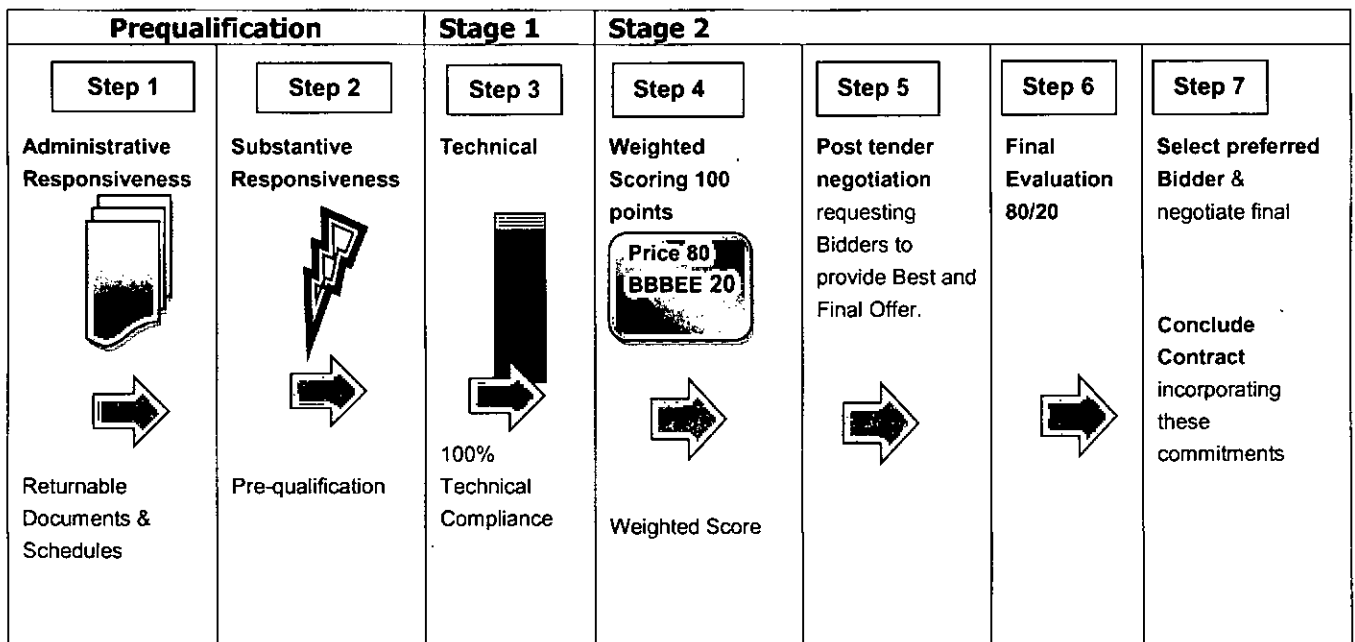 Prequalification
Stage 1
Stage 2
Step 1
Administrative
Responsiveness
Returnable
Documents &
Schedules
Step 2
Substantive
Responsiveness
Pre-qualification
Step 3
Technical
100%
Technical
Compliance
Step 4
Weighted
Scoring 100
points
Price 80
BBBEE 20
Weighted Score
Step 5
Post tender
negotiation
requesting
Bidders to
provide Best and
Final Offer.
Step 6
Final
Evaluation
80/20
Step 7
Select preferred
Bidder &
negotiate final
Conclude
Contract
incorporating
these
commitments